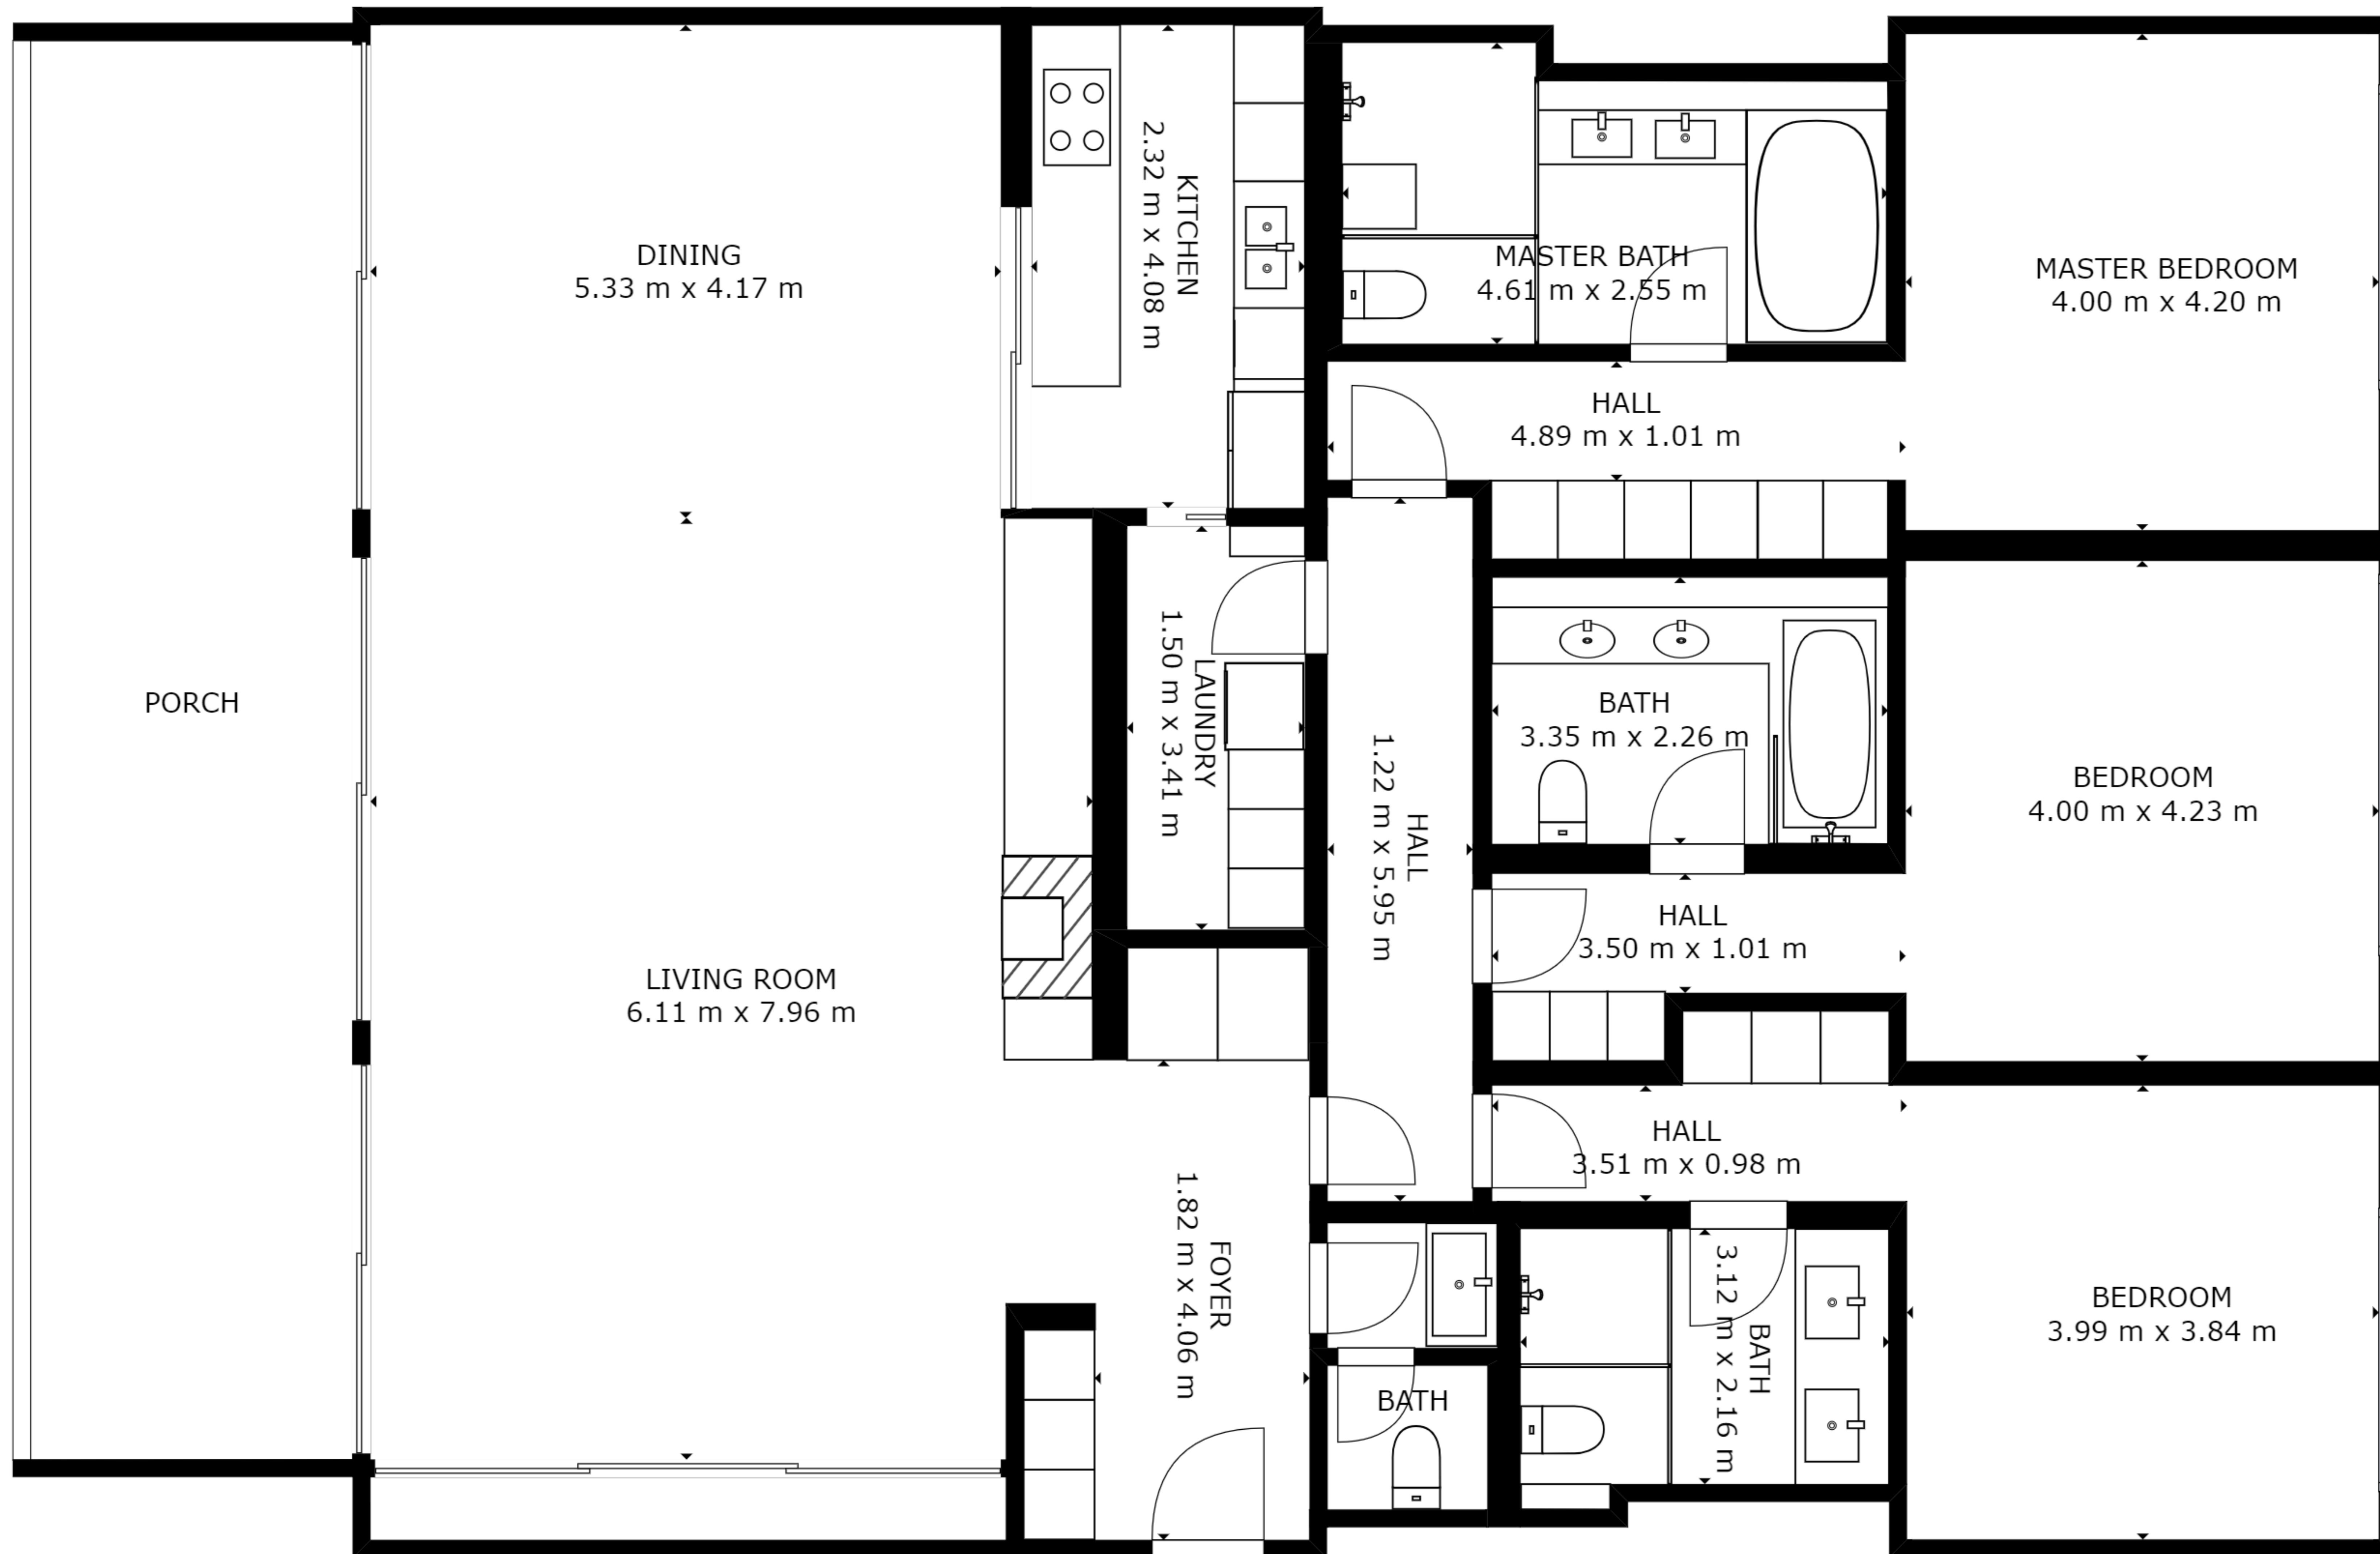 DINING
5.33 m x 4.17 m
KITCHEN
2.32 m x 4.08 m
MASTER BATH
4.61 m x 2.55 m
MASTER BEDROOM
4.00 m x 4.20 m
HALL
4.89 m x 1.01 m
PORCH
LAUNDRY
1.50 m x 3.41 m
HALL
1.22 m x 5.95 m
BATH
3.35 m x 2.26 m
BEDROOM
4.00 m x 4.23 m
HALL
3.50 m x 1.01 m
LIVING ROOM
6.11 m x 7.96 m
HALL
3.51 m x 0.98 m
FOYER
1.82 m x 4.06 m
BATH
BATH
3.12 m x 2.16 m
BEDROOM
3.99 m x 3.84 m